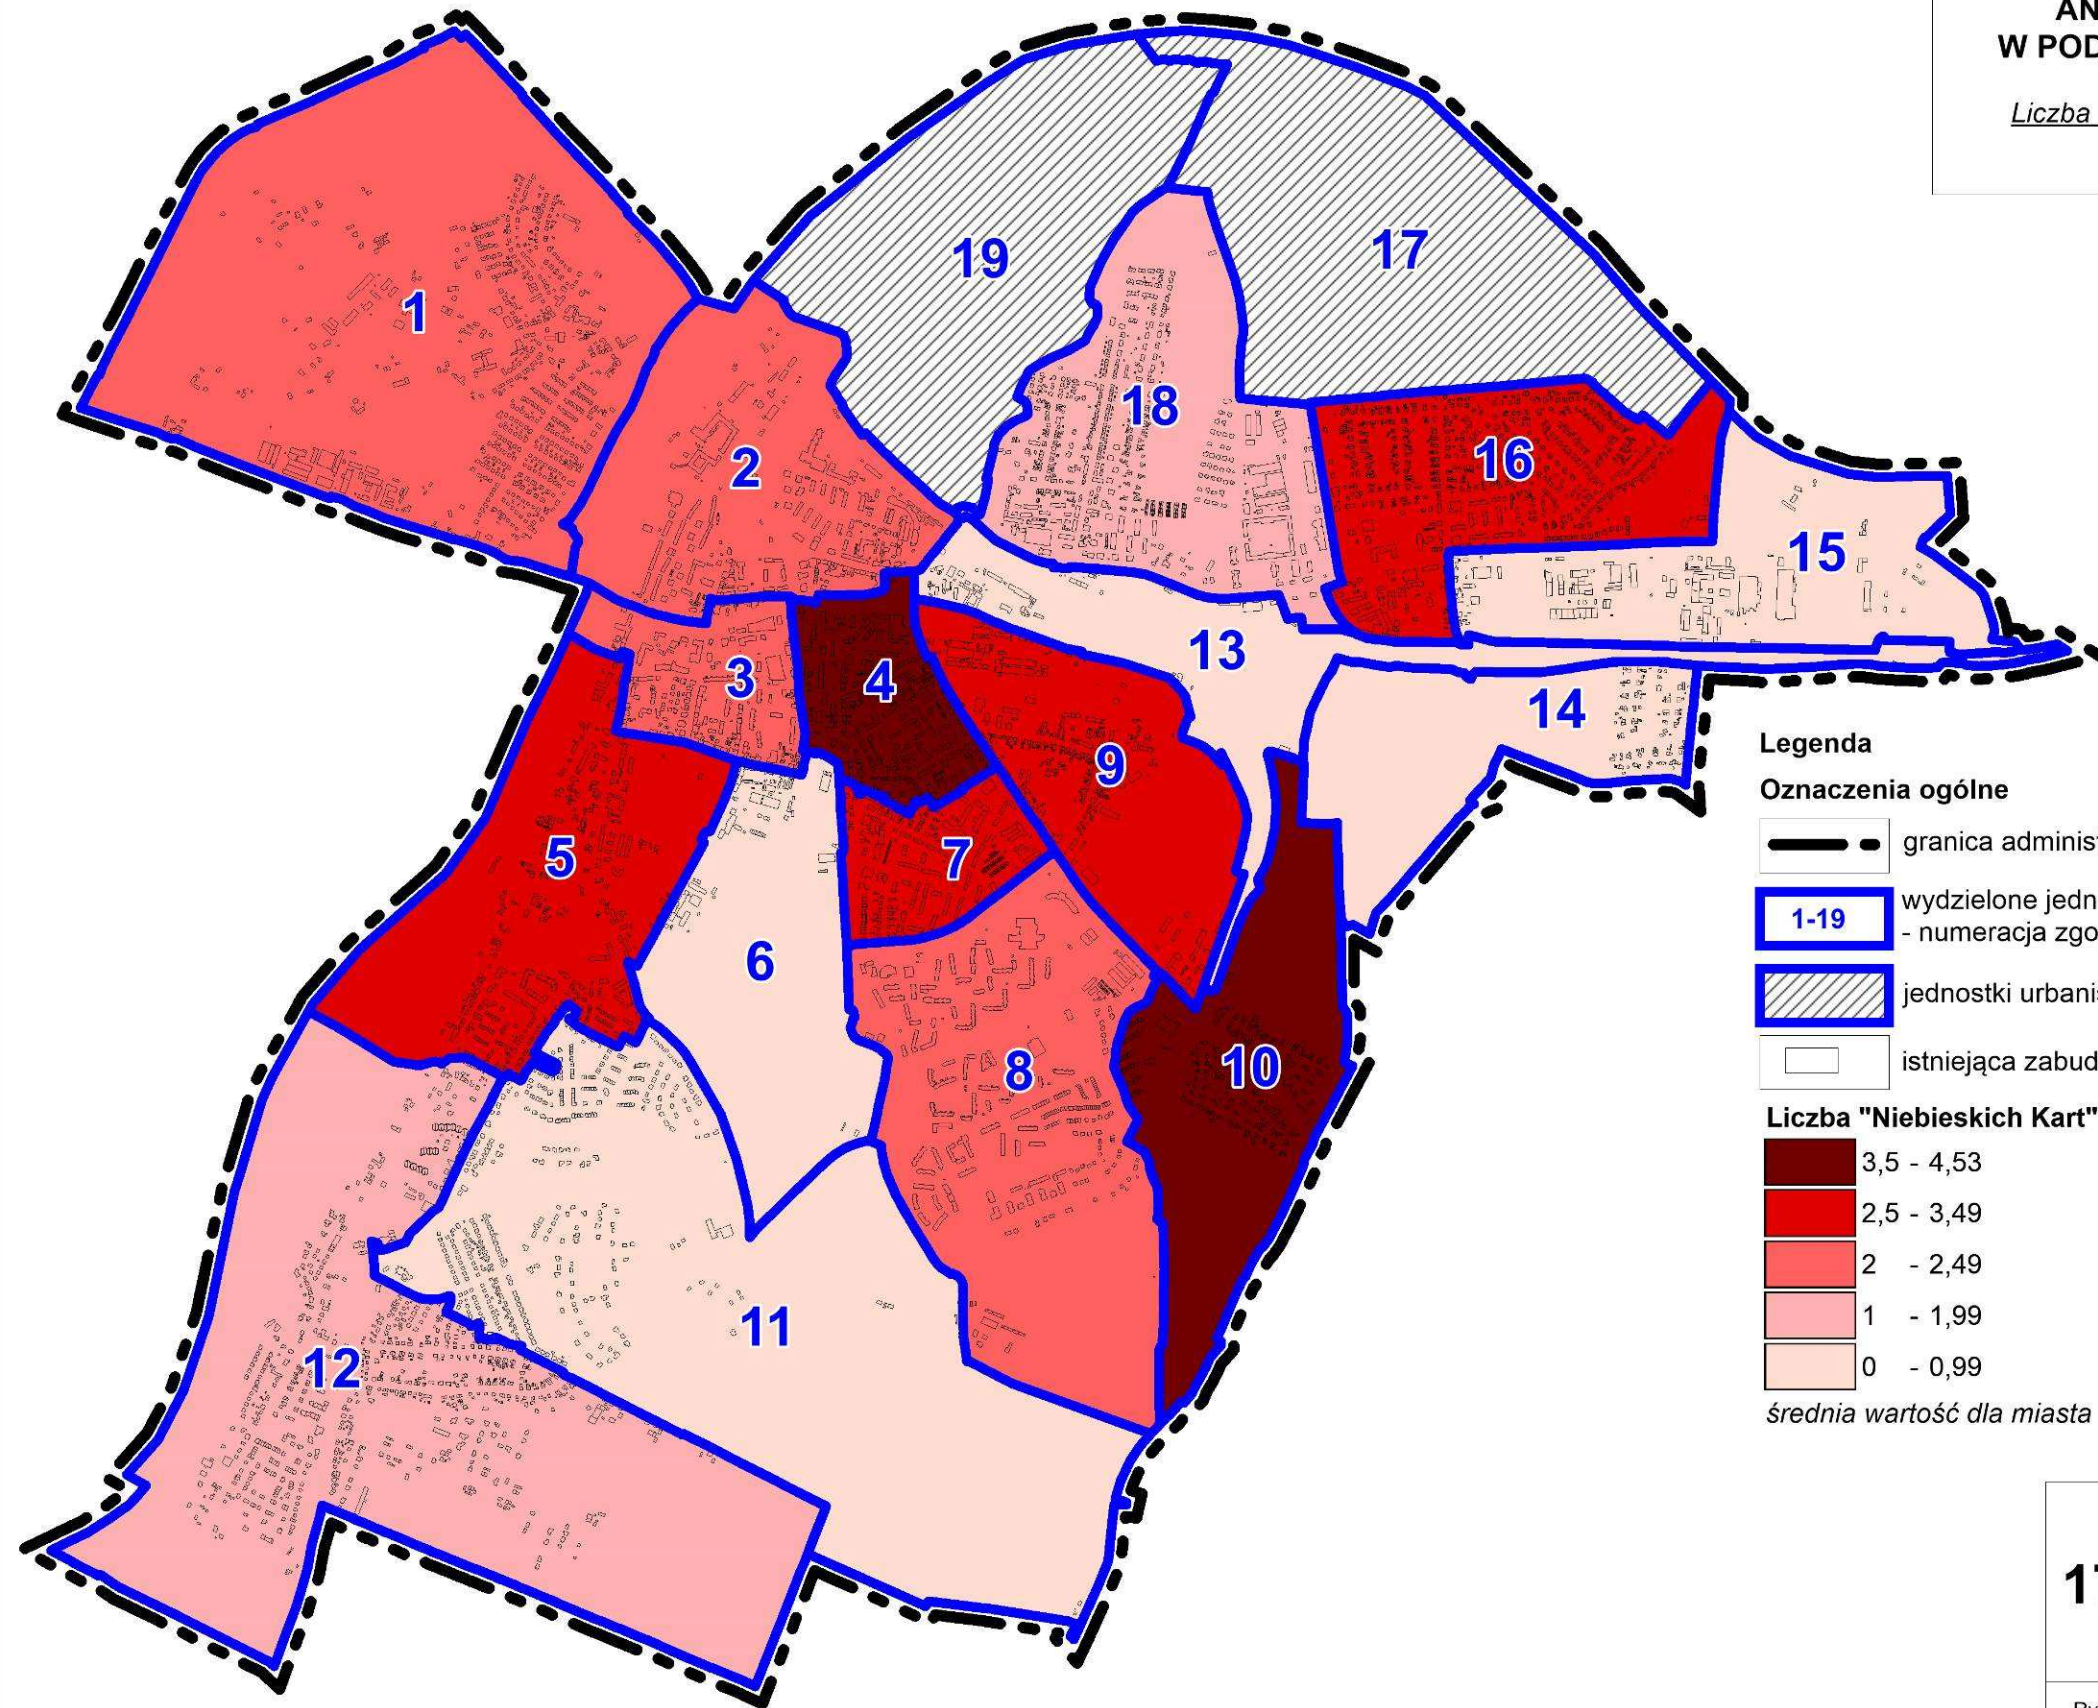 AN
W POD
Liczba
1
2
3
4
5
6
7
8
9
10
11
12
13
14
15
16
17
18
19
Legenda
Oznaczenia ogólne
granica adminis
1-19
wydzielone jedn
- numeracja zgo
jednostki urbanis
istniejąca zabud
Liczba "Niebieskich Kart"
3,5 - 4,53
2,5 - 3,49
2 - 2,49
1 - 1,99
0 - 0,99
średnia wartość dla miasta